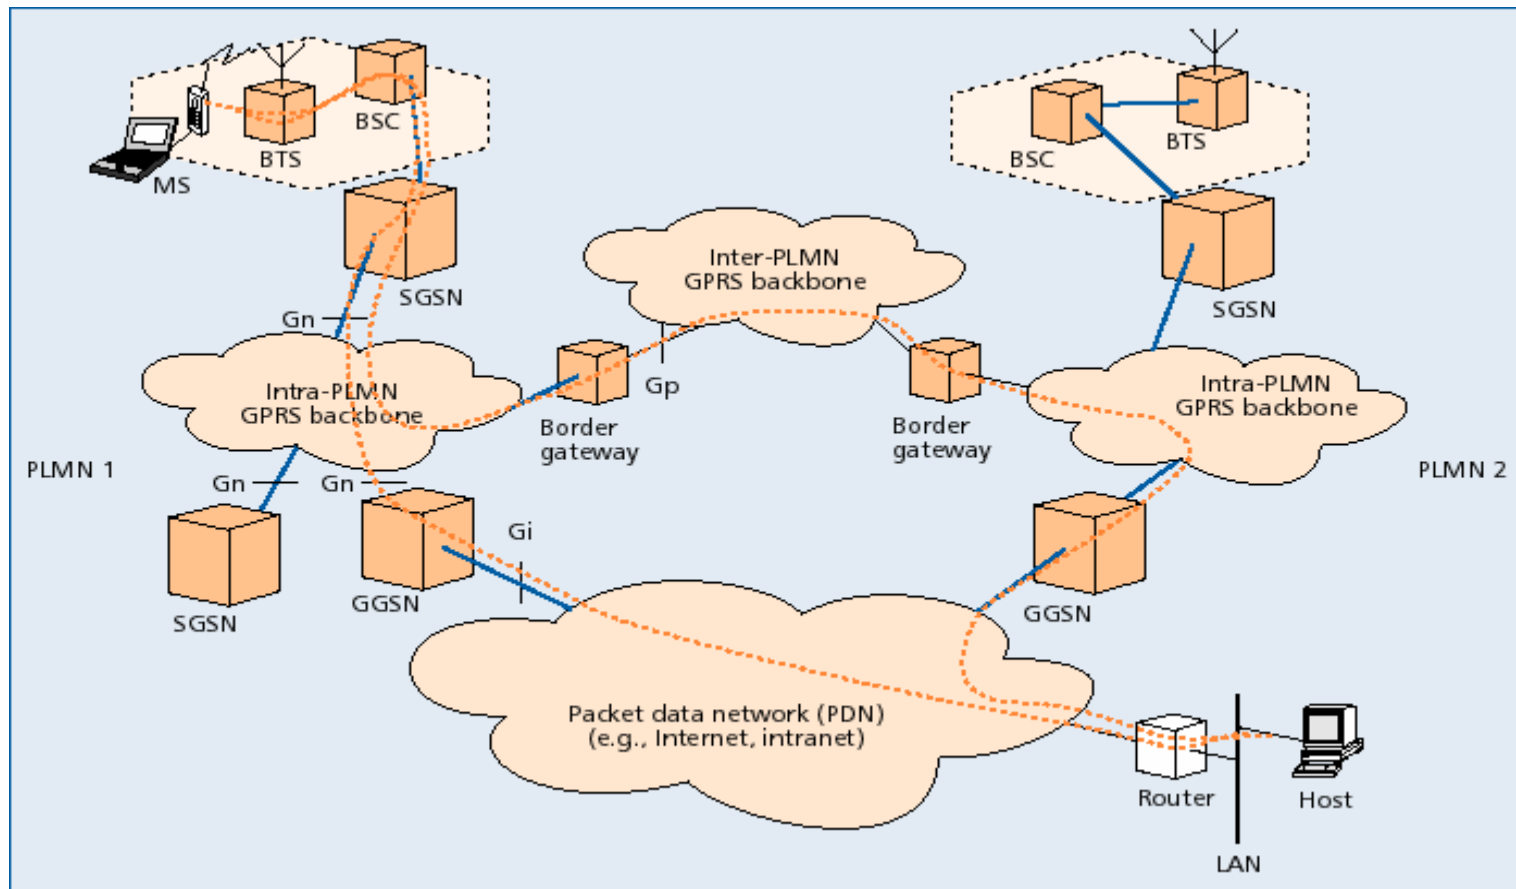 BSC
BTS
MS
BSC
BTS
SGSN
SGSN
Inter-PLMN
GPRS backbone
Gn
Gp
Intra-PLMN
GPRS backbone
Intra-PLMN
GPRS backbone
Border
gateway
Border
gateway
PLMN 1
PLMN 2
Gn
Gn
Gi
SGSN
GGSN
GGSN
Packet data network (PDN)
(e.g., Internet, intranet)
Router
Host
LAN